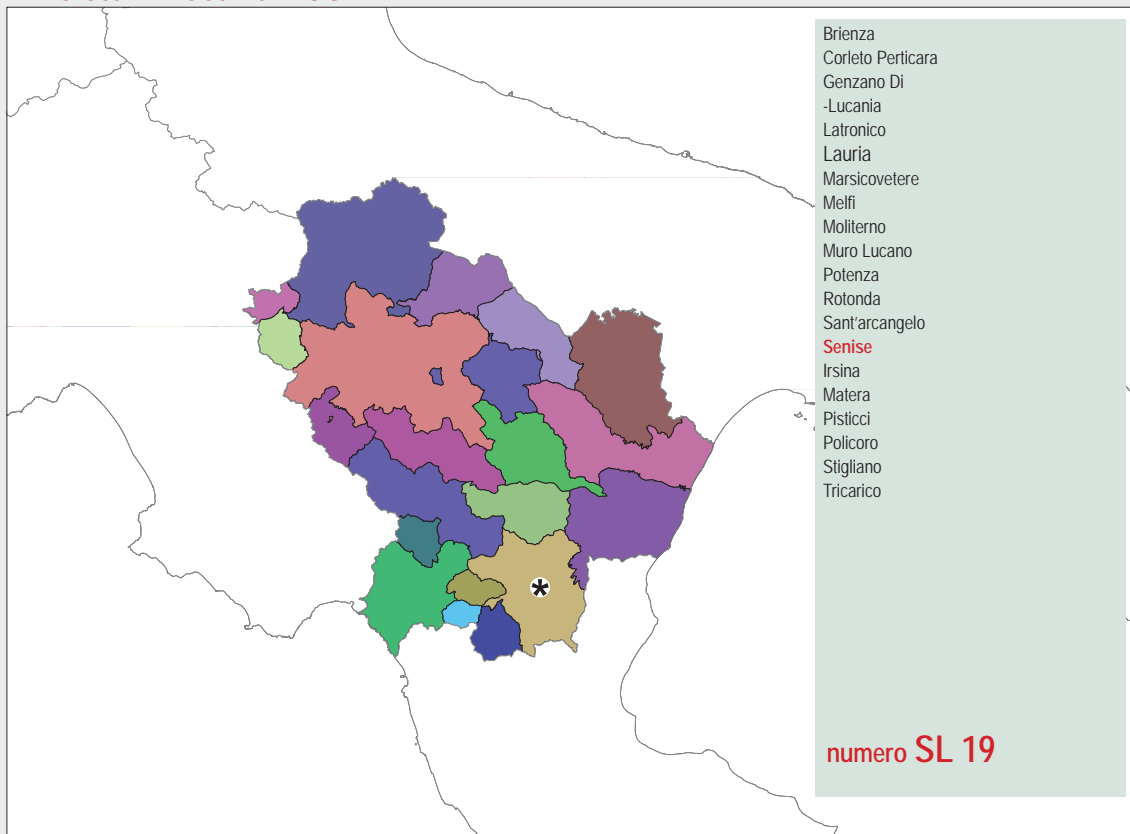 Brienza
Corleto Perticara
Genzano Di
-Lucania
Latronico
Lauria
Marsicovetere
Melfi
Moliterno
Muro Lucano
Potenza
Rotonda
Sant'arcangelo
Senise
Irsina
Matera
Pisticci
Policoro
Stigliano
Tricarico
*
numero SL 19